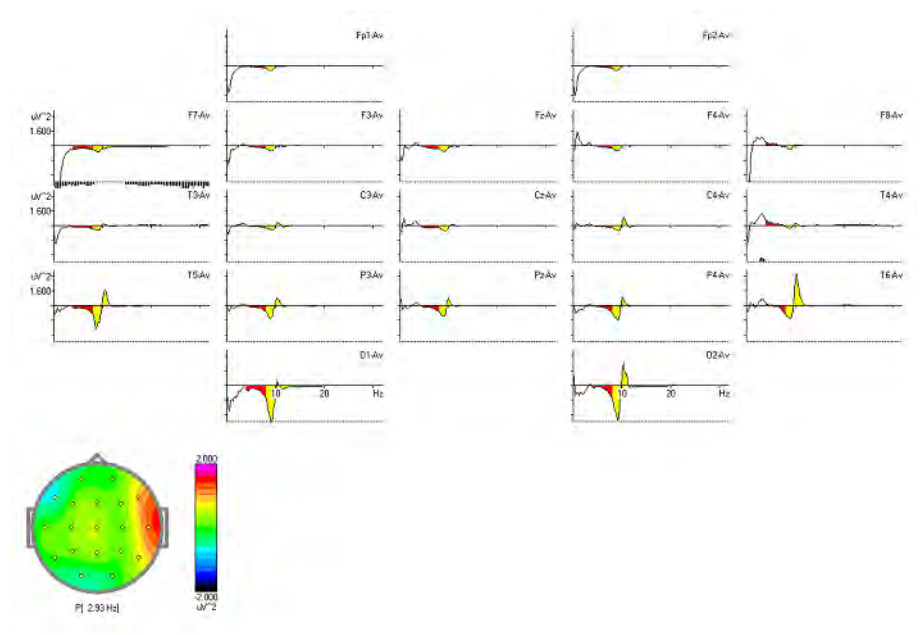 Fp1-Av Fp2-Av
uV^2 F7-Av F3-Av Fz-Av F4-Av F8-Av
1.600
uV^2 T3-Av C3-Av Cz-Av C4-Av T4-Av
1.600
uV^2 T5-Av P3-Av Pz-Av P4-Av T6-Av
1.600
O1-Av O2-Av
10 20 Hz 10 20 Hz
2.000
-2.000
uV^2
P[ 2.93 Hz]